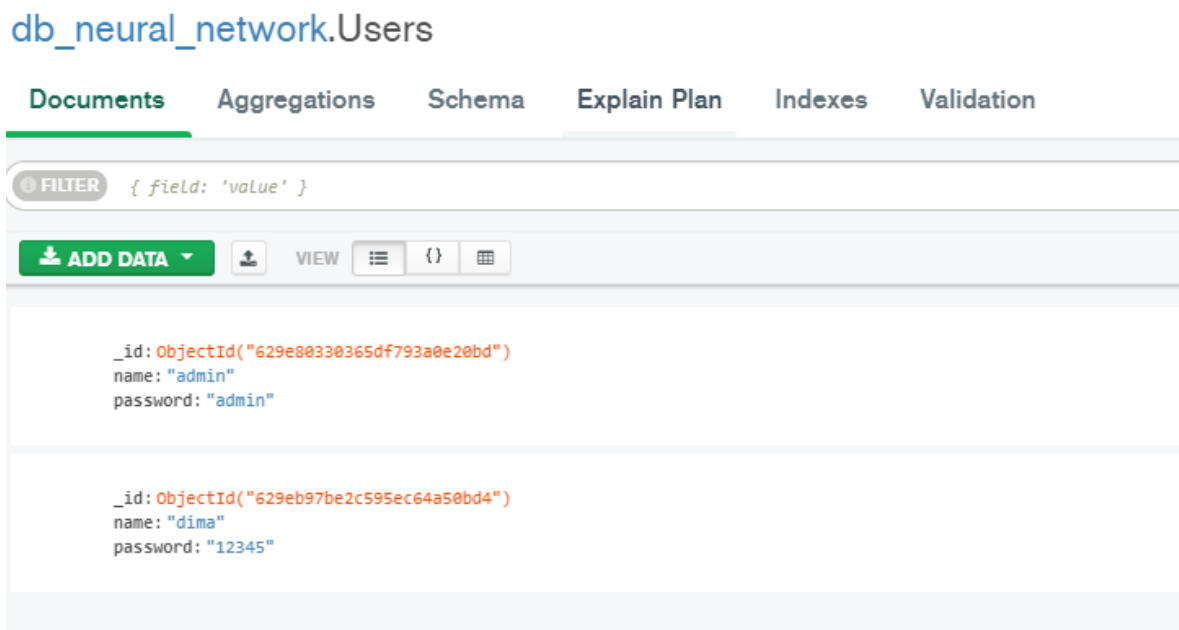 db_neural_network.Users
Documents Aggregations Schema Explain Plan Indexes Validation
FILTER { field: 'value' }
ADD DATA VIEW {}
_id: ObjectId("629e80330365df793a0e20bd")
name: "admin"
password: "admin"
_id: ObjectId("629eb97be2c595ec64a50bd4")
name: "dima"
password: "12345"